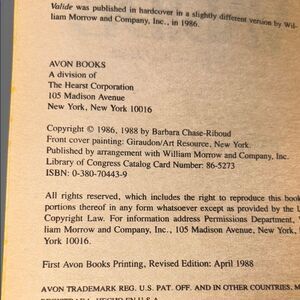 Valide was published in hardcover in a slightly different version by Wil-
liam Morrow and Company, Inc., in 1986.
AVON BOOKS
A division of
The Hearst Corporation
105 Madison Avenue
New York, New York 10016
Copyright © 1986, 1988 by Barbara Chase-Riboud
Front cover painting: Giraudon/Art Resource, New York.
Published by arrangement with William Morrow and Company, Inc.
Library of Congress Catalog Card Number: 86-5273
ISBN: 0-380-70443-9
All rights reserved, which includes the right to reproduce this book
portions thereof in any form whatsoever except as provided by the U
Copyright Law. For information address Permissions Department, W
liam Morrow and Company, Inc., 105 Madison Avenue, New York,
York 10016.
First Avon Books Printing, Revised Edition: April 1988
AVON TRADEMARK REG. U.S. PAT. OFF. AND IN OTHER COUNTRIES, M
HECHO EN U.S.A.